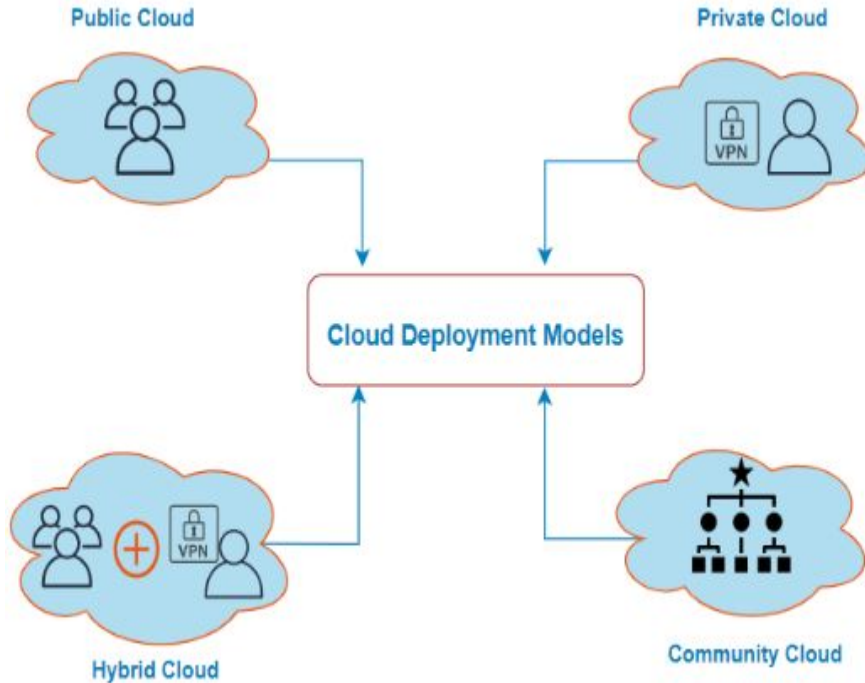 Public Cloud
Private Cloud
VPN
Cloud Deployment Models
VPN
Hybrid Cloud
Community Cloud